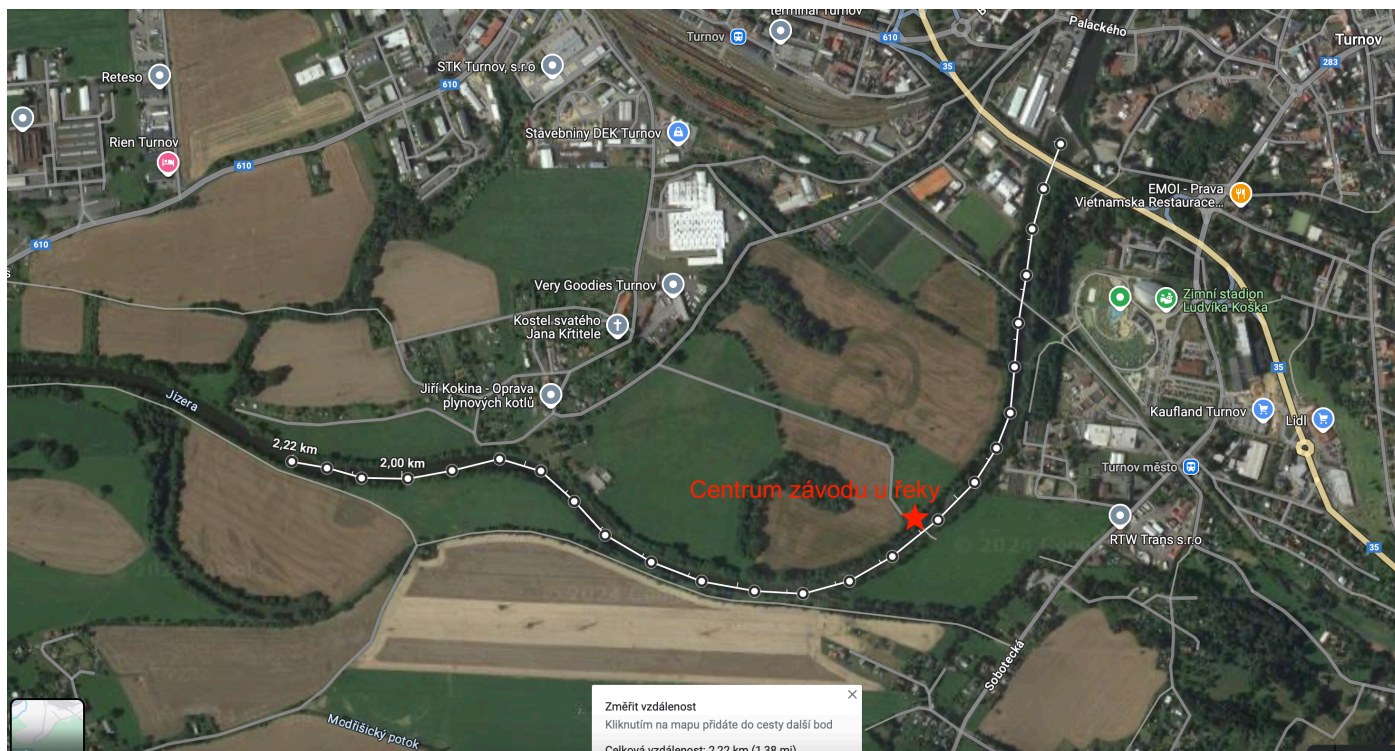 terminál Turnov
Turnov
610
Palackého
Turnov
35
283
Reteso
STK Turnov, s.r.o
610
Stavebniny DEK Turnov
Rien Turnov
610
EMOI - Prava
Vietnamska Restaurace...
610
s
Very Goodies Turnov
Zimní stadion
Ludvíka Koška
Kostel svatého
Jana Křtitele
35
Jiří Kokina - Oprava
plynových kotlů
Jizera
Kaufland Turnov
Lidl
2,22 km
2,00 km
Turnov město
Centrum závodu u řeky
RTW Trans s.r.o
35
Sobotecká
Modřišický potok
Změřit vzdálenost
Kliknutím na mapu přidáte do cesty další bod
Celková vzdálenost: 2,22 km (1,38 mi)